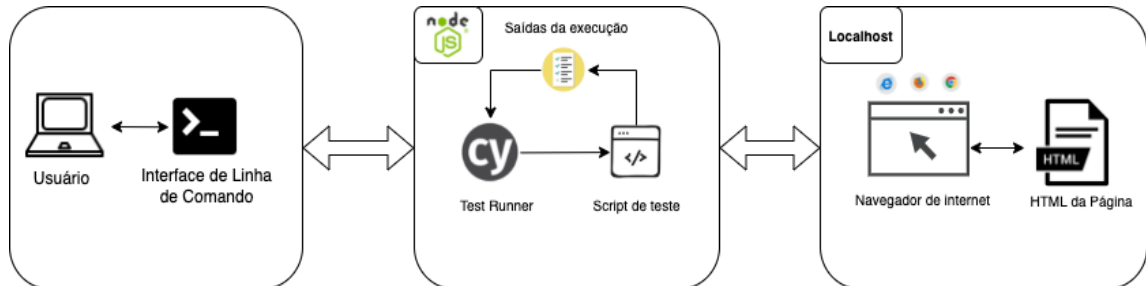 Usuário
Interface de Linha
de Comando
node
JS
Saídas da execução
cy
Test Runner
</>
Script de teste
Localhost
Navegador de internet
HTML
HTML da Página